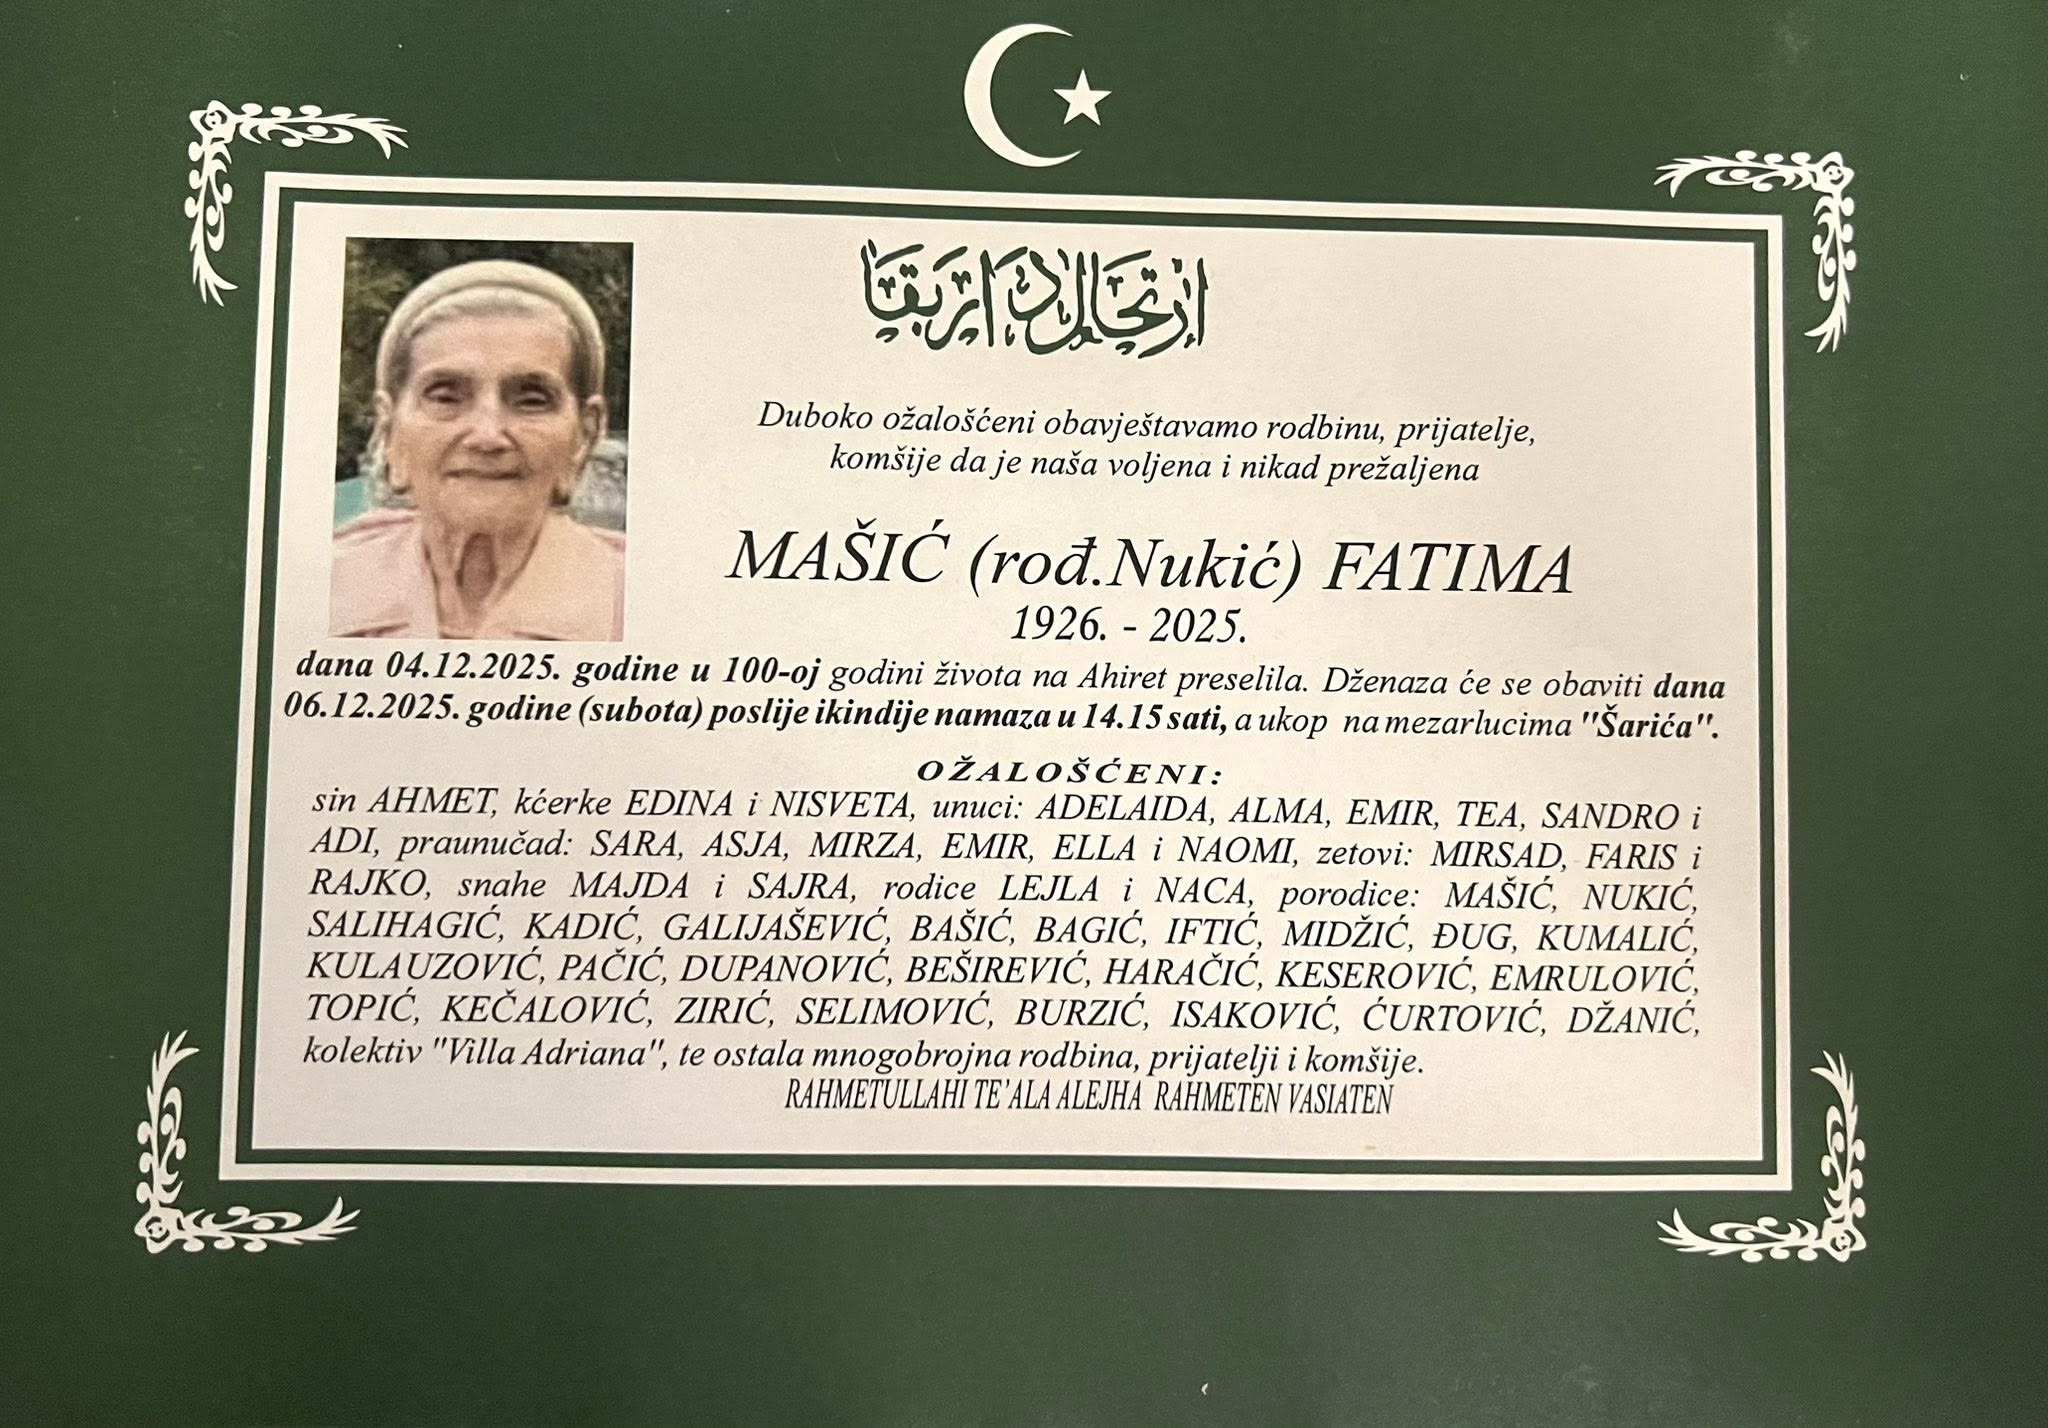 ارتحال دار بقا
Duboko ožalošćeni obavještavamo rodbinu, prijatelje,
komšije da je naša voljena i nikad prežaljena
MAŠIĆ (rođ.Nukić) FATIMA
1926. - 2025.
dana 04.12.2025. godine u 100-oj godini života na Ahiret preselila. Dženaza će se obaviti dana
06.12.2025. godine (subota) poslije ikindije namaza u 14.15 sati, a ukop na mezarlucima "Šarića".
OŽALOŠĆENI:
sin AHMET, kćerke EDINA i NISVETA, unuci: ADELAIDA, ALMA, EMIR, TEA, SANDRO i
ADI, praunučad: SARA, ASJA, MIRZA, EMIR, ELLA i NAOMI, zetovi: MIRSAD, FARIS i
RAJKO, snahe MAJDA i SAJRA, rodice LEJLA i NACA, porodice: MAŠIĆ, NUKIĆ,
SALIHAGIĆ, KADIĆ, GALIJAŠEVIĆ, BAŠIĆ, BAGIĆ, IFTIĆ, MIDŽIĆ, ĐUG, KUMALIĆ,
KULAUZOVIĆ, PAČIĆ, DUPANOVIĆ, BEŠIREVIĆ, HARAČIĆ, KESEROVIĆ, EMRULOVIĆ,
TOPIĆ, KEČALOVIĆ, ZIRIĆ, SELIMOVIĆ, BURZIĆ, ISAKOVIĆ, ĆURTOVIĆ, DŽANIĆ,
kolektiv "Villa Adriana", te ostala mnogobrojna rodbina, prijatelji i komšije.
RAHMETULLAHI TE'ALA ALEJHA RAHMETEN VASIATEN